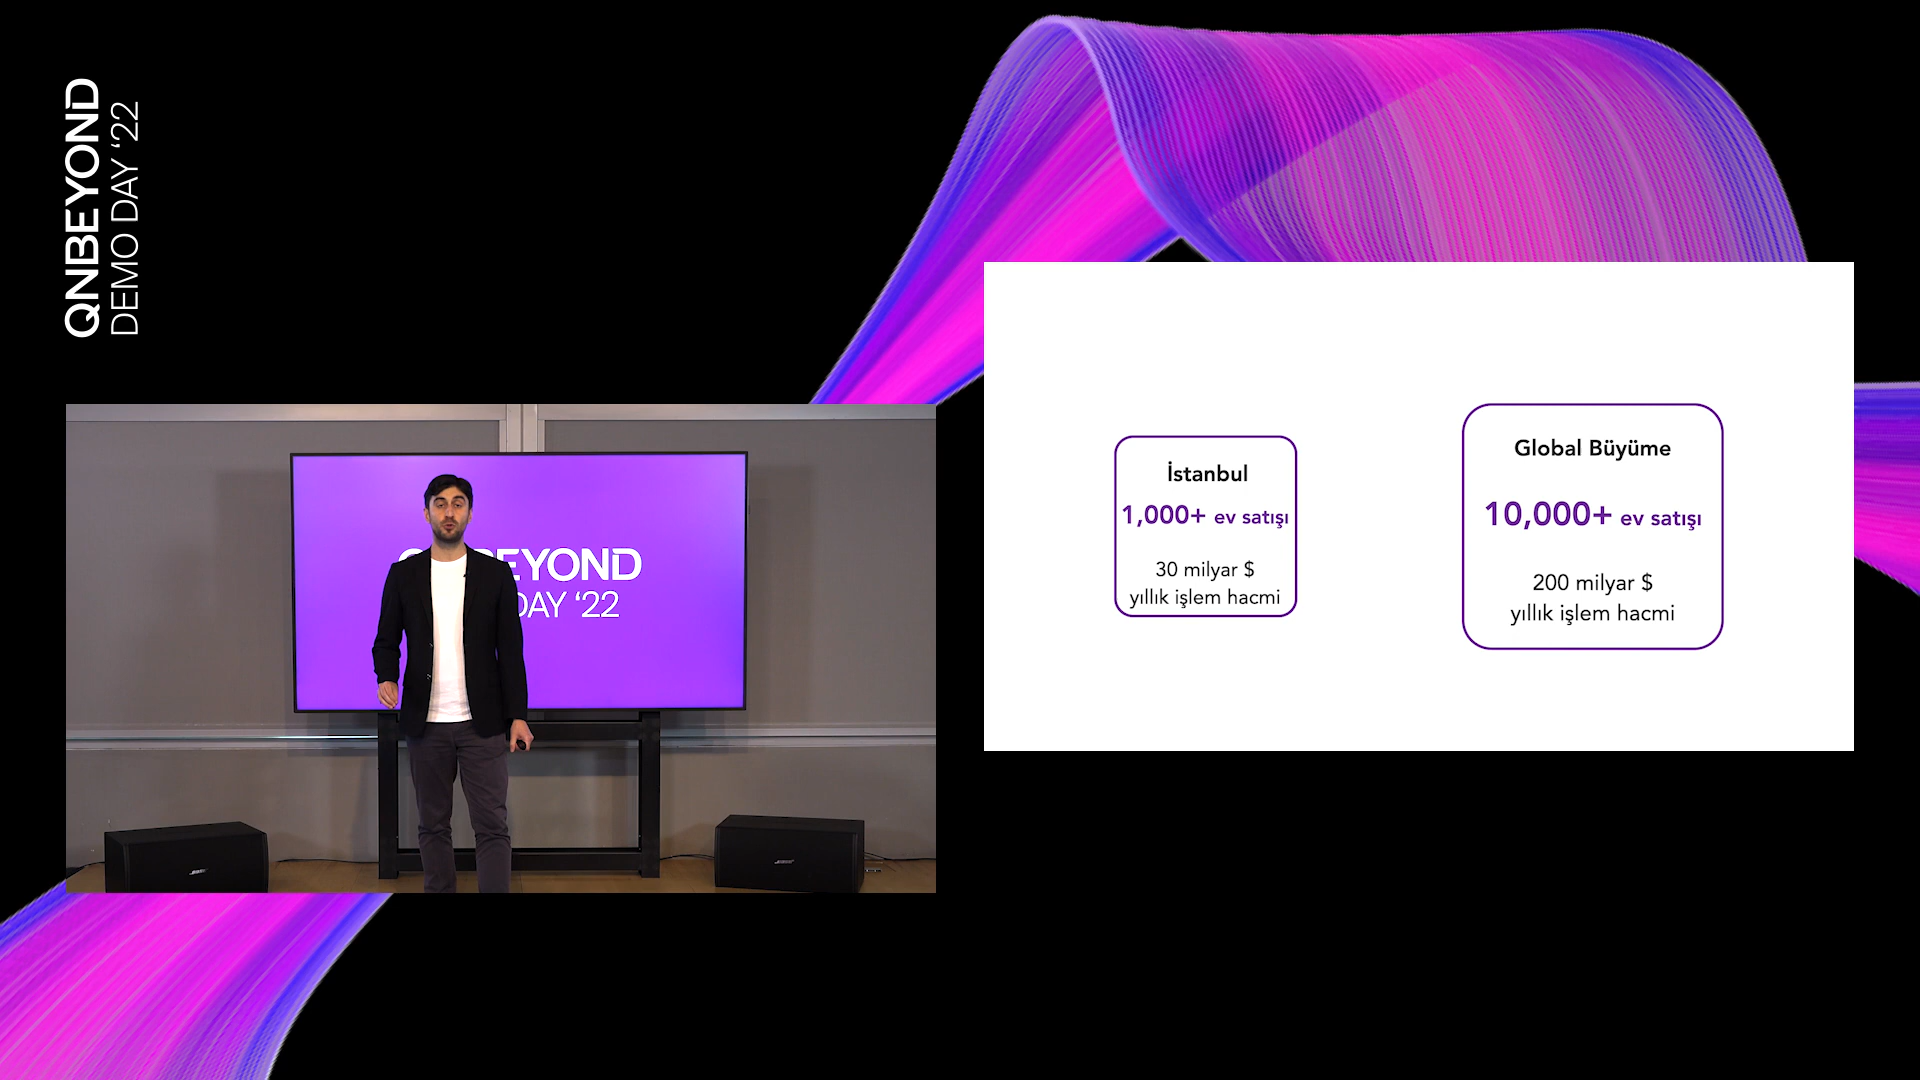 QNBEYOND
DEMO DAY ‘22
EYOND
DAY ‘22
İstanbul
1,000+ ev satışı
30 milyar $
yıllık işlem hacmi
Global Büyüme
10,000+ ev satışı
200 milyar $
yıllık işlem hacmi